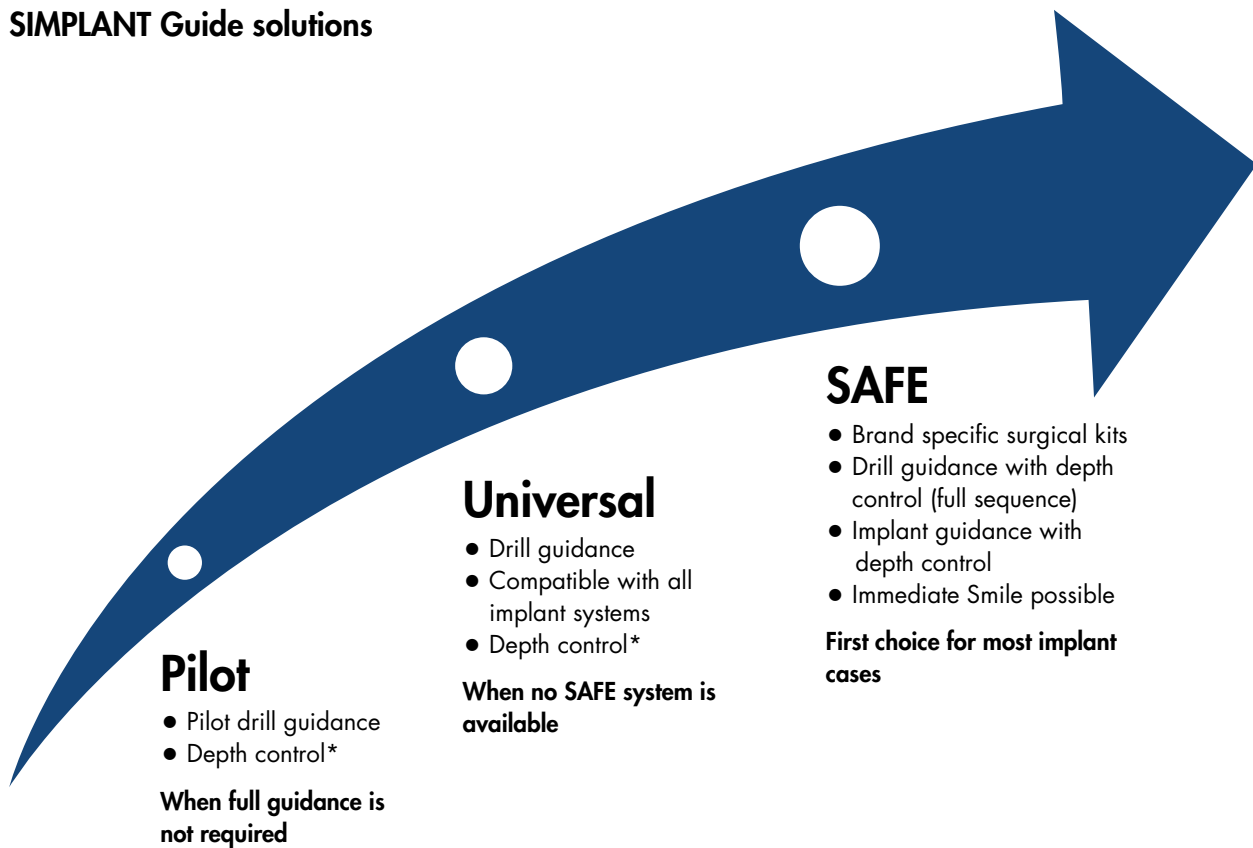 SIMPLANT Guide solutions
Pilot
● Pilot drill guidance
● Depth control*
When full guidance is
not required
Universal
● Drill guidance
● Compatible with all
implant systems
● Depth control*
When no SAFE system is
available
SAFE
● Brand specific surgical kits
● Drill guidance with depth
control (full sequence)
● Implant guidance with
depth control
● Immediate Smile possible
First choice for most implant
cases